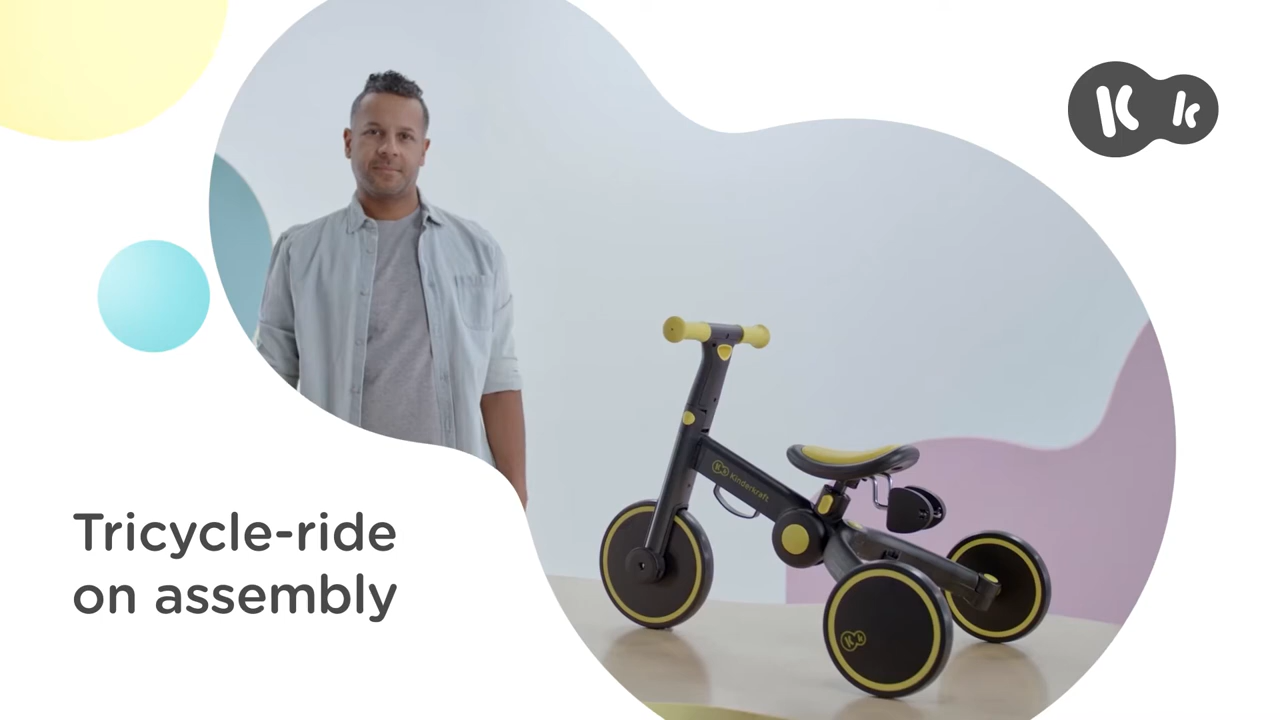 K k
Kinderkraft
Tricycle-ride
on assembly
K k